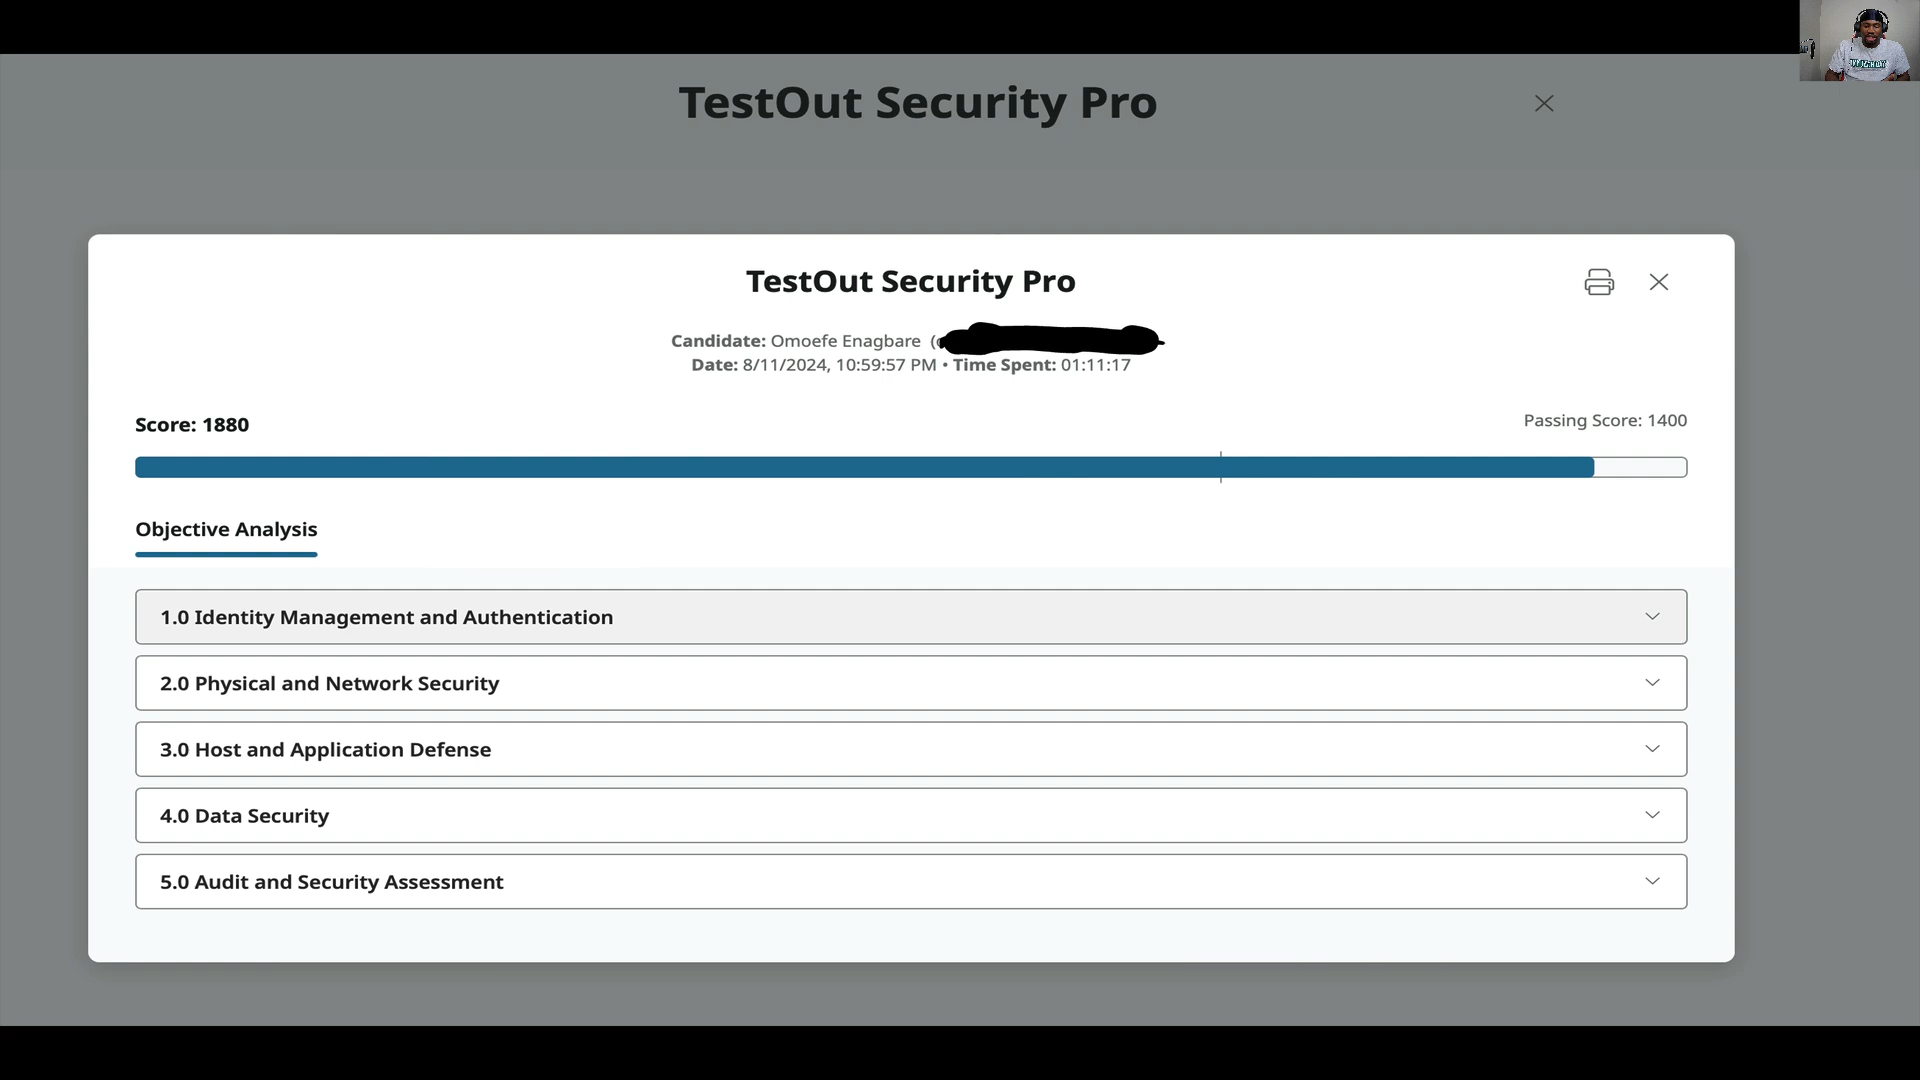 TestOut Security Pro
TestOut Security Pro
Candidate: Omoefe Enagbare (
Date: 8/11/2024, 10:59:57 PM • Time Spent: 01:11:17
Score: 1880
Passing Score: 1400
Objective Analysis
1.0 Identity Management and Authentication
2.0 Physical and Network Security
3.0 Host and Application Defense
4.0 Data Security
5.0 Audit and Security Assessment